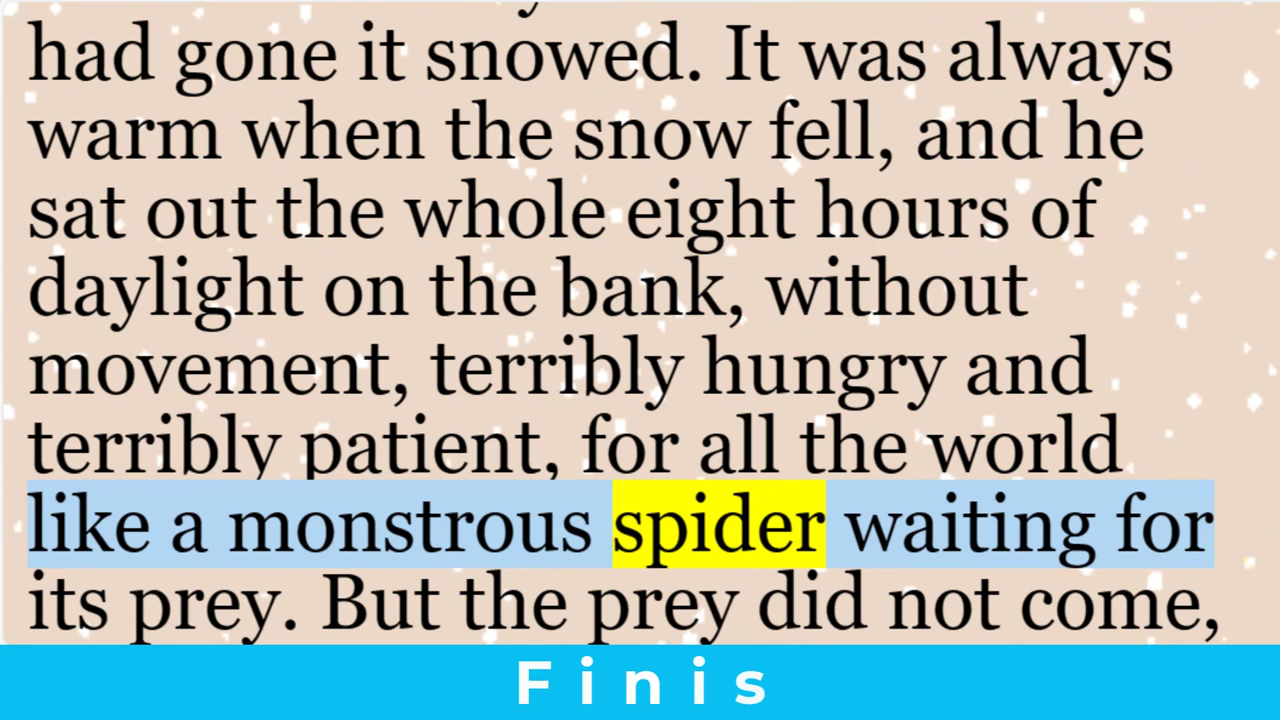 had gone it snowed. It was always
warm when the snow fell, and he
sat out the whole eight hours of
daylight on the bank, without
movement, terribly hungry and
terribly patient, for all the world
like a monstrous spider waiting for
its prey. But the prey did not come,
Finis